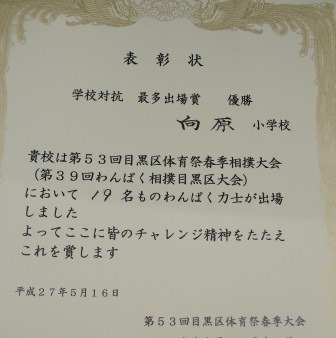 表彰状
学校対抗 最多出場賞 優勝
向原 小学校
貴校は第53回目黒区体育祭春季相撲大会
(第39回わんぱく相撲目黒区大会)
において 19 名ものわんぱく力士が出場
しました
よってここに皆のチャレンジ精神をたたえ
これを賞します
平成27年5月16日
第53回目黒区体育祭春季大会